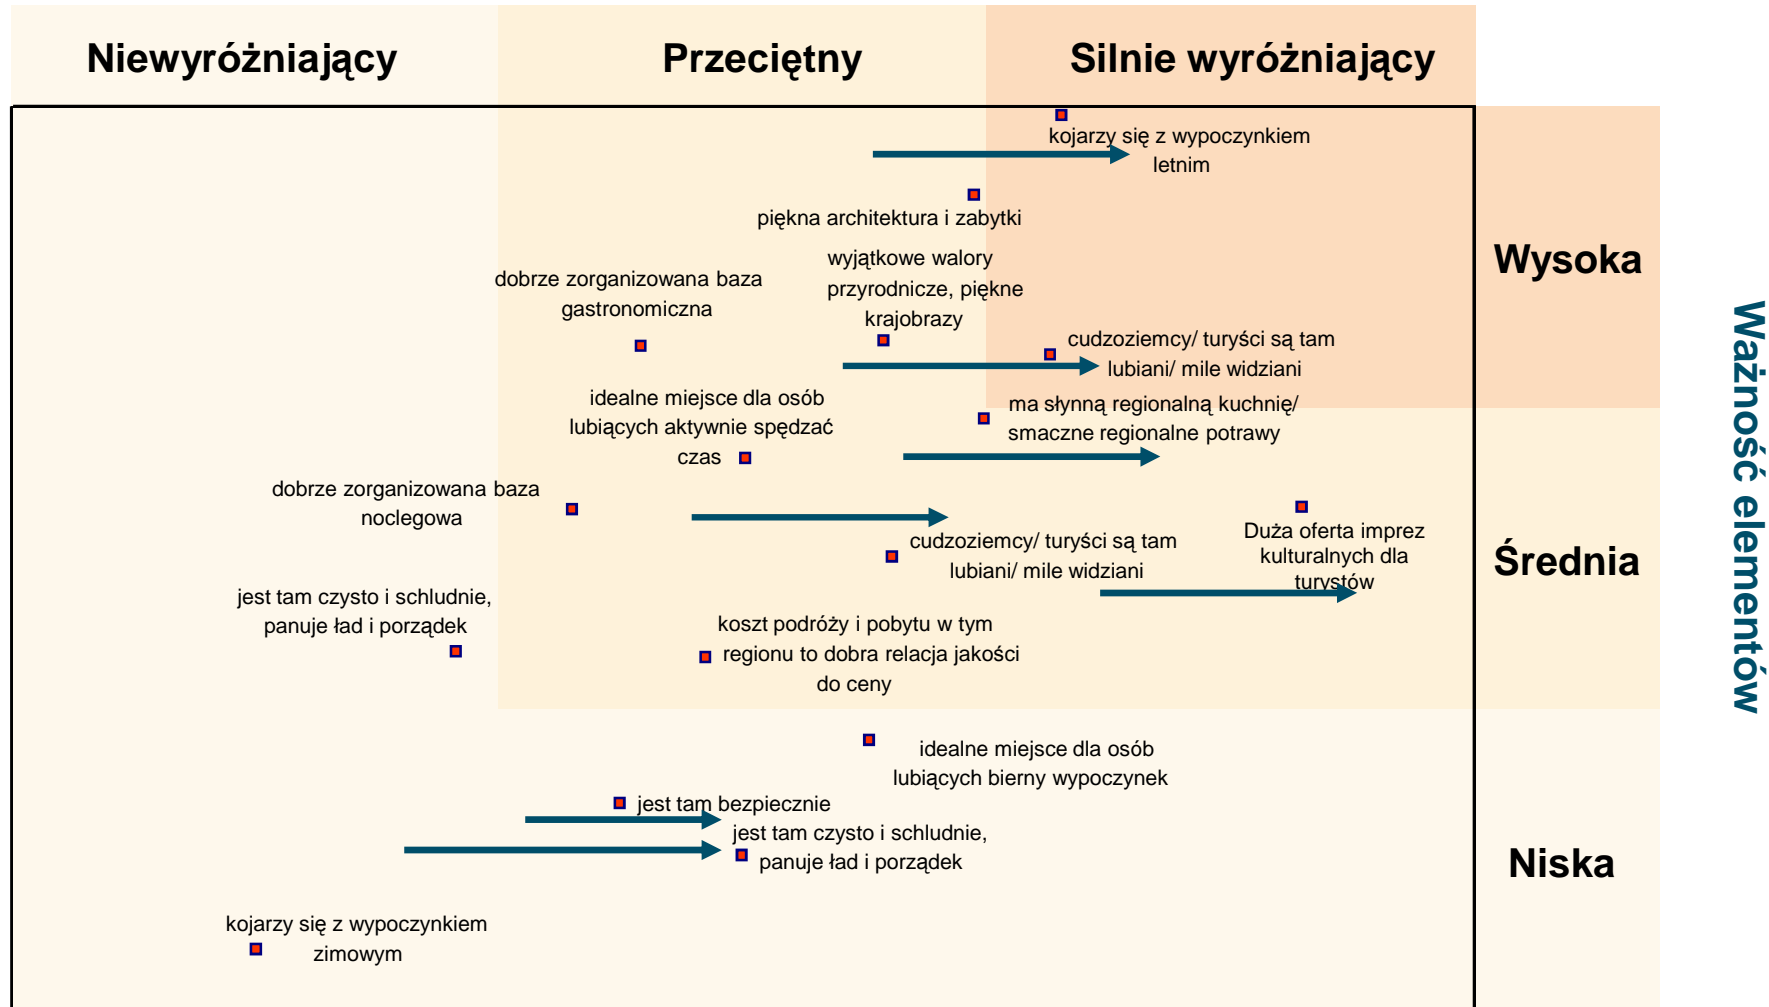 Niewyróżniający
Przeciętny
Silnie wyróżniający
kojarzy się z wypoczynkiem
letnim
piękna architektura i zabytki
wyjątkowe walory
przyrodnicze, piękne
krajobrazy
dobrze zorganizowana baza
gastronomiczna
Wysoka
cudzoziemcy/ turyści są tam
lubiani/ mile widziani
idealne miejsce dla osób
lubiących aktywnie spędzać
czas
ma słynną regionalną kuchnię/
smaczne regionalne potrawy
dobrze zorganizowana baza
noclegowa
cudzoziemcy/ turyści są tam
lubiani/ mile widziani
Duża oferta imprez
kulturalnych dla
turystów
Średnia
Ważność elementów
jest tam czysto i schludnie,
panuje ład i porządek
koszt podróży i pobytu w tym
regionu to dobra relacja jakości
do ceny
idealne miejsce dla osób
lubiących bierny wypoczynek
jest tam bezpiecznie
jest tam czysto i schludnie,
panuje ład i porządek
Niska
kojarzy się z wypoczynkiem
zimowym